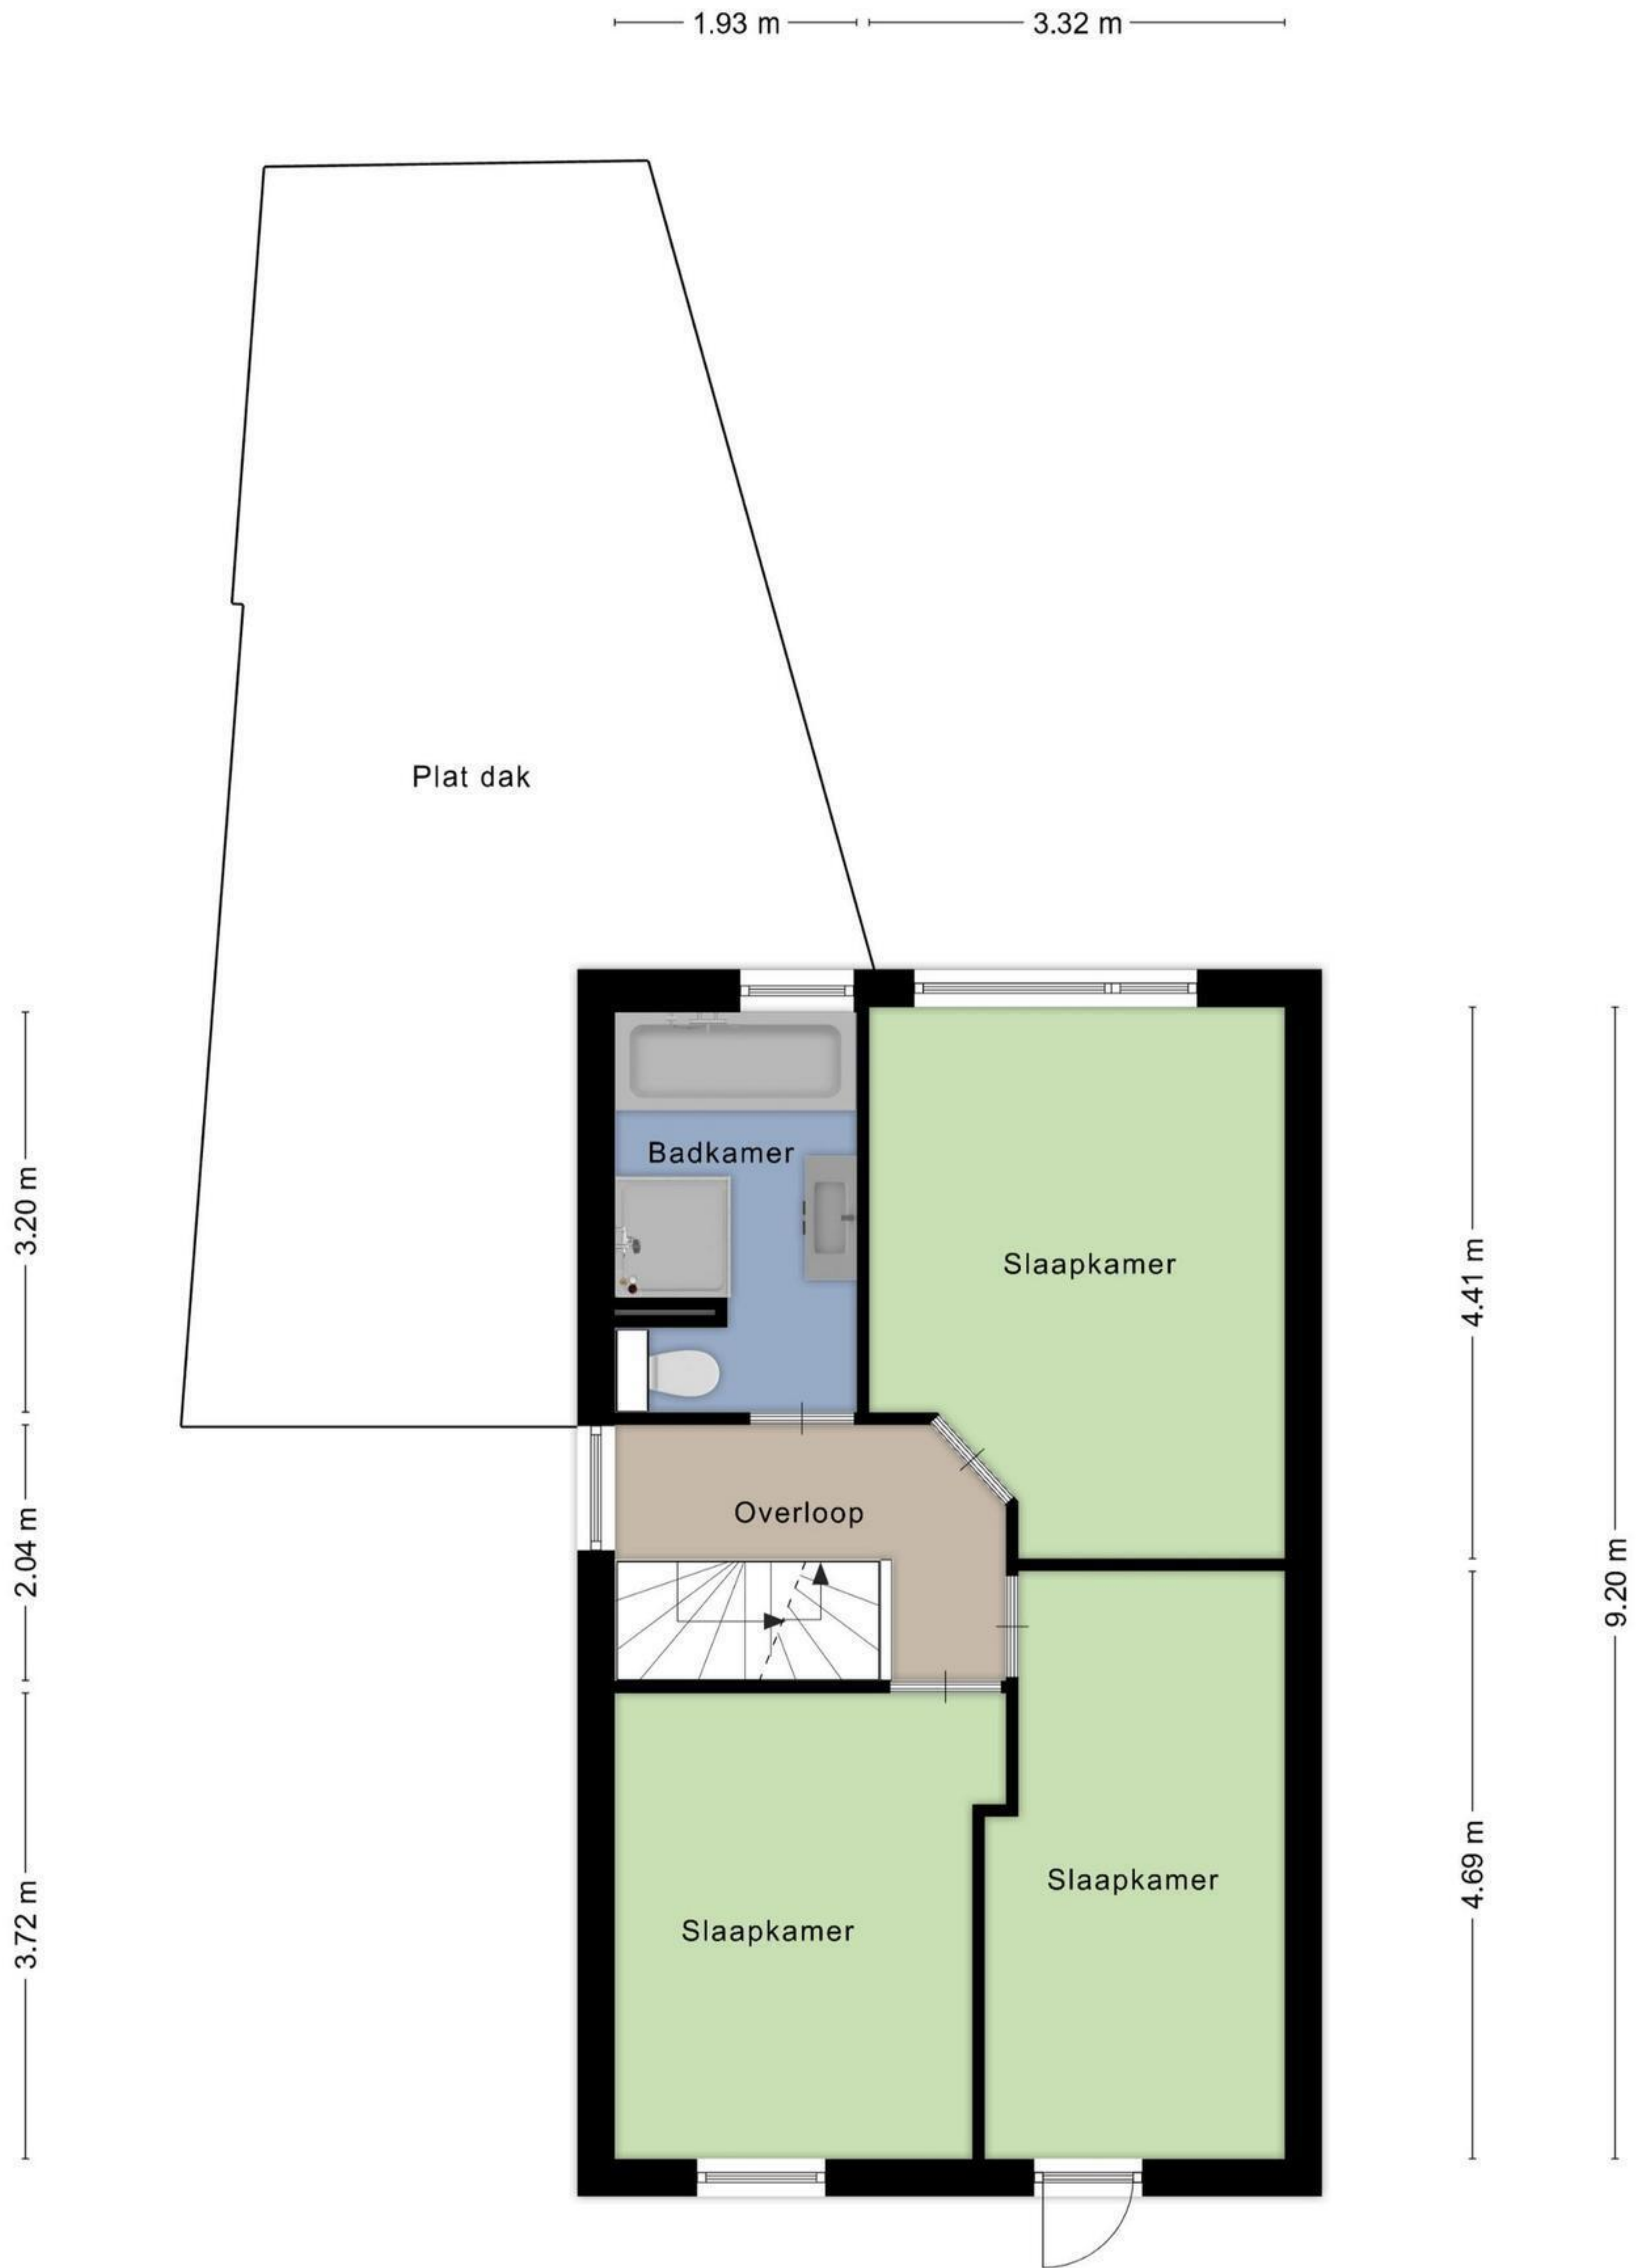 1.93 m
3.32 m
Plat dak
Badkamer
3.20 m
Slaapkamer
4.41 m
Overloop
2.04 m
9.20 m
Slaapkamer
4.69 m
Slaapkamer
3.72 m